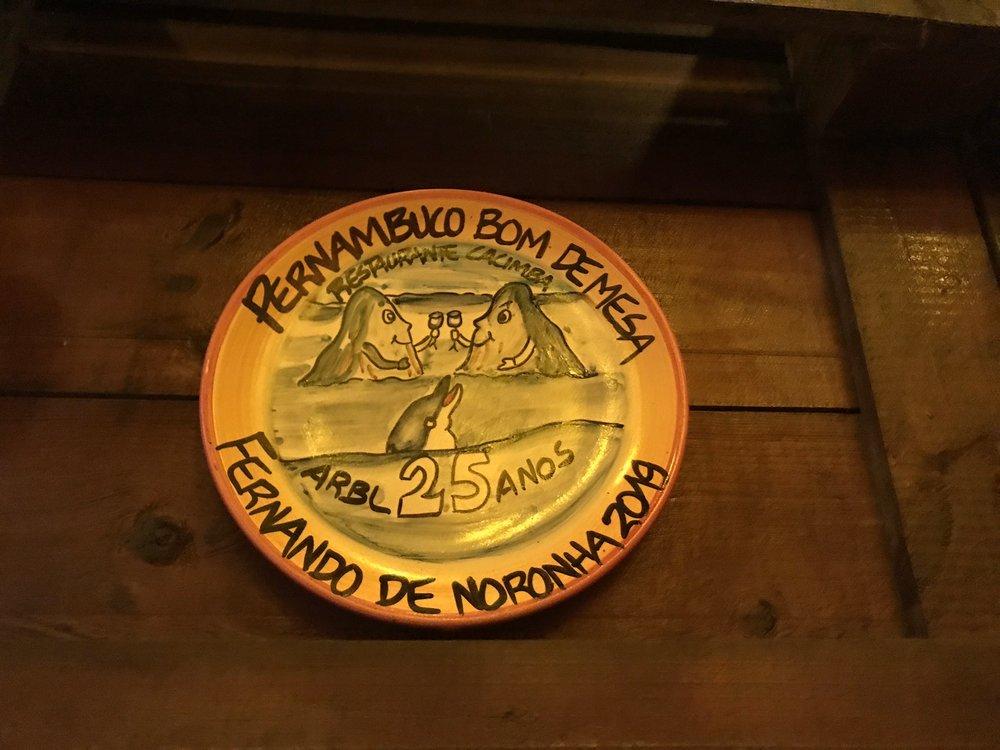 PERNAMBUCO BOM DE MESA
RESTAURANTE CACIMBA
ARBL 25 ANOS
FERNANDO DE NORONHA 2019